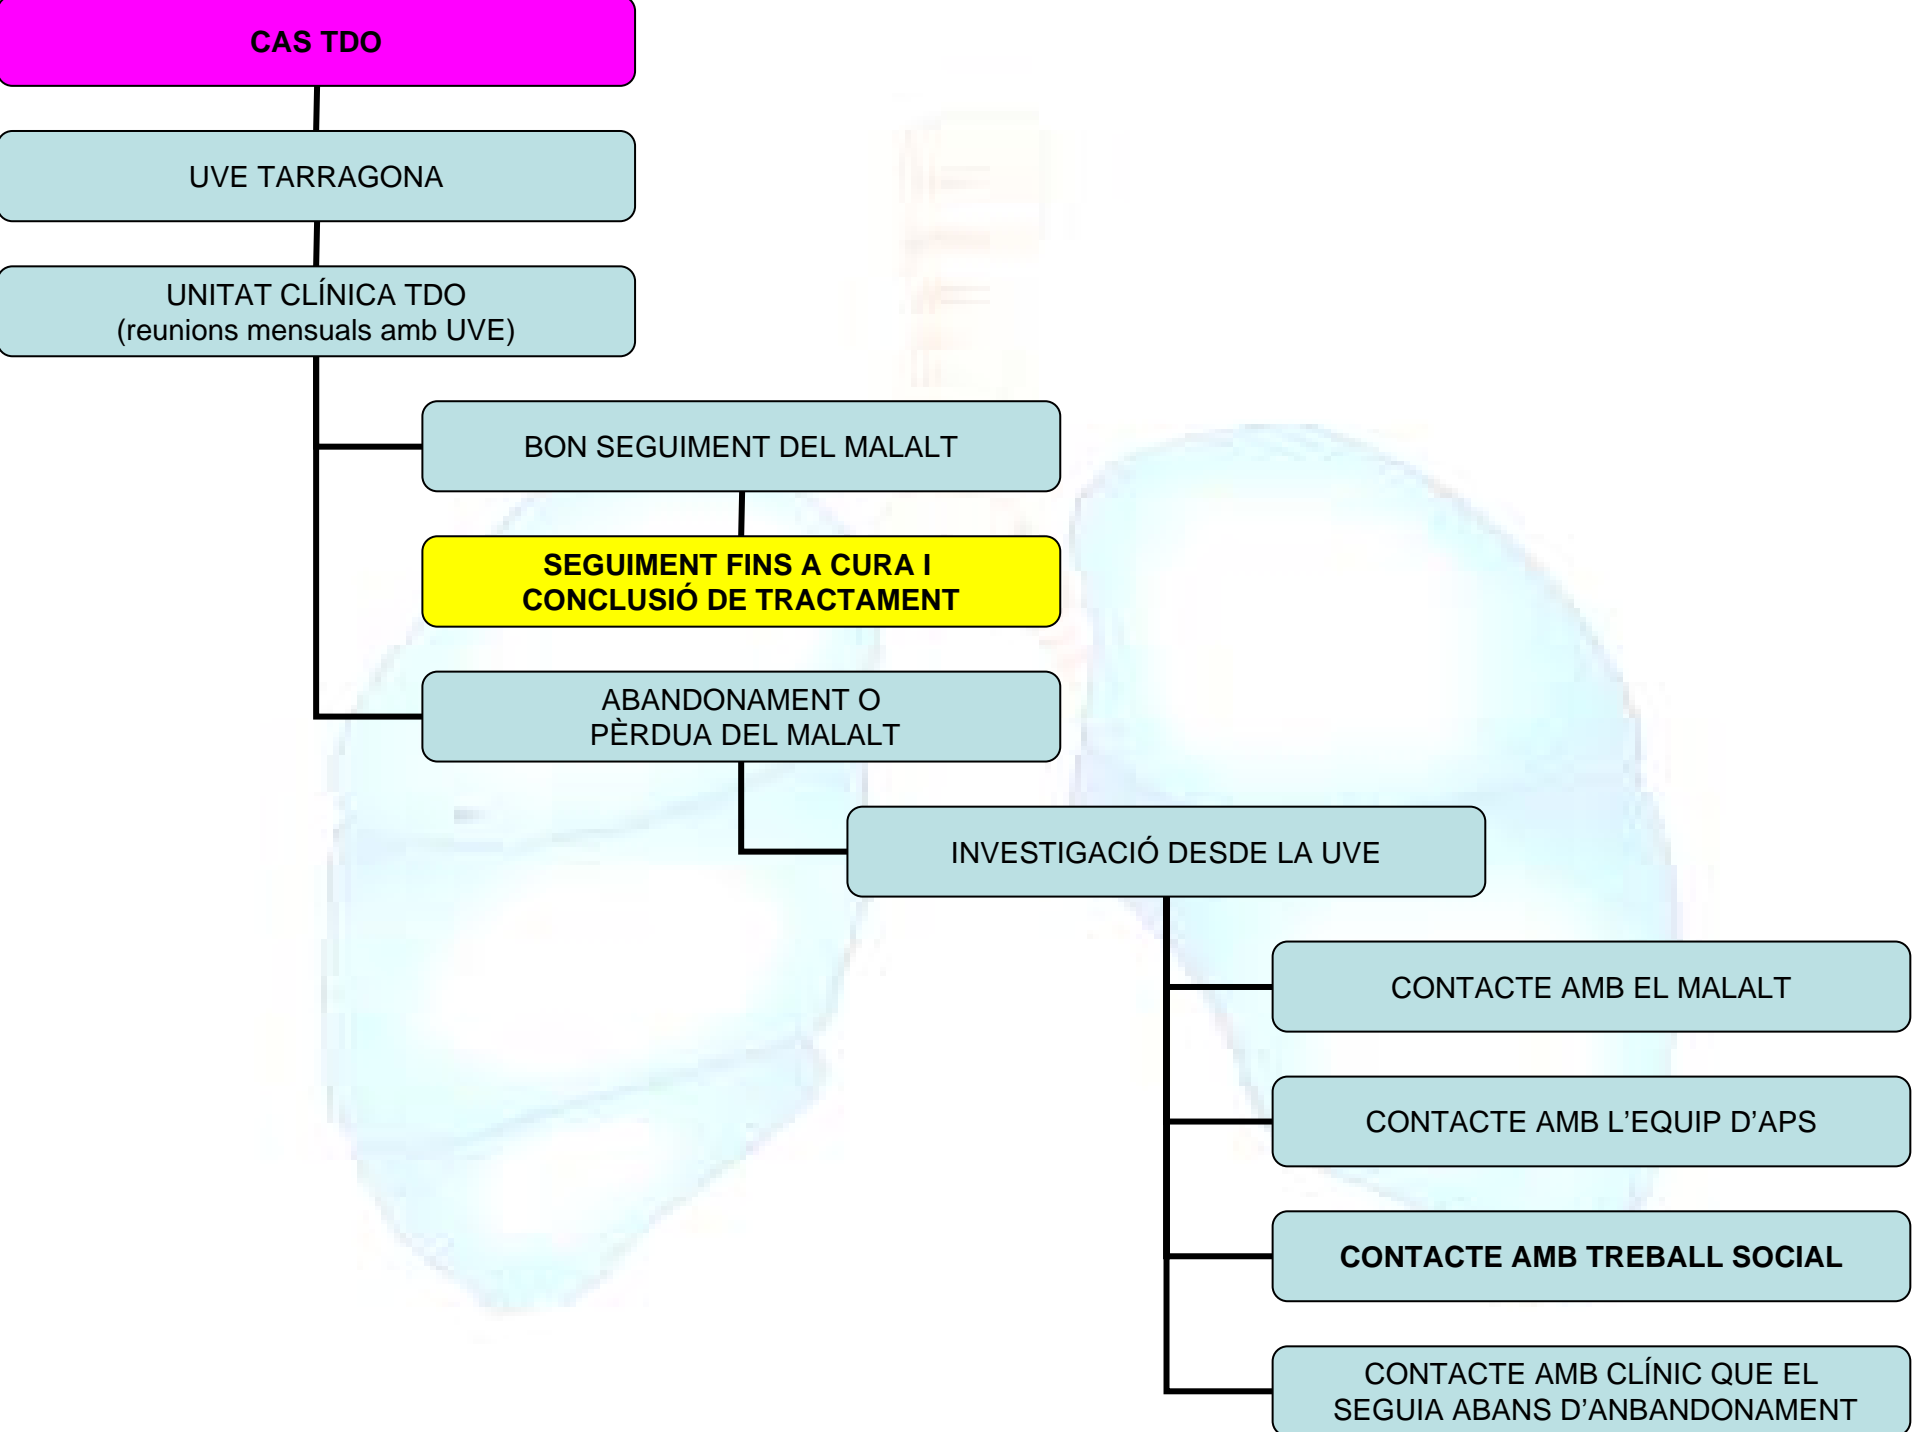 CAS TDO
UVE TARRAGONA
UNITAT CLÍNICA TDO
(reunions mensuals amb UVE)
BON SEGUIMENT DEL MALALT
SEGUIMENT FINS A CURA I
CONCLUSIÓ DE TRACTAMENT
ABANDONAMENT O
PÈRDUA DEL MALALT
INVESTIGACIÓ DESDE LA UVE
CONTACTE AMB EL MALALT
CONTACTE AMB L’EQUIP D’APS
CONTACTE AMB TREBALL SOCIAL
CONTACTE AMB CLÍNIC QUE EL
SEGUIA ABANS D’ANBANDONAMENT